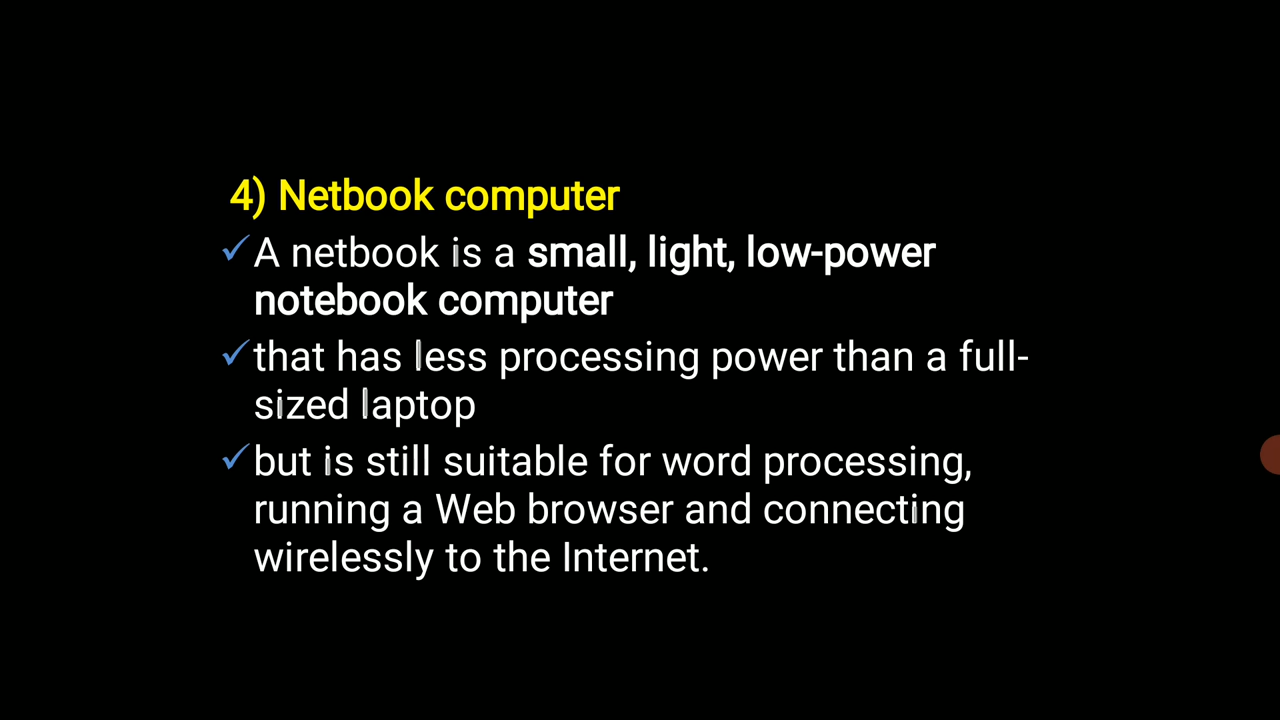 4) Netbook computer
✓A netbook is a small, light, low-power
notebook computer
✓that has less processing power than a full-
sized laptop
✓but is still suitable for word processing,
running a Web browser and connecting
wirelessly to the Internet.